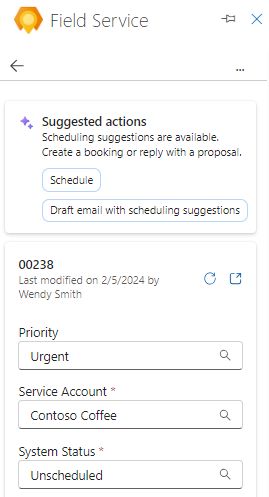 Field Service
...
Suggested actions
Scheduling suggestions are available.
Create a booking or reply with a proposal.
Schedule
Draft email with scheduling suggestions
00238
Last modified on 2/5/2024 by
Wendy Smith
Priority
Urgent
Service Account *
Contoso Coffee
System Status *
Unscheduled